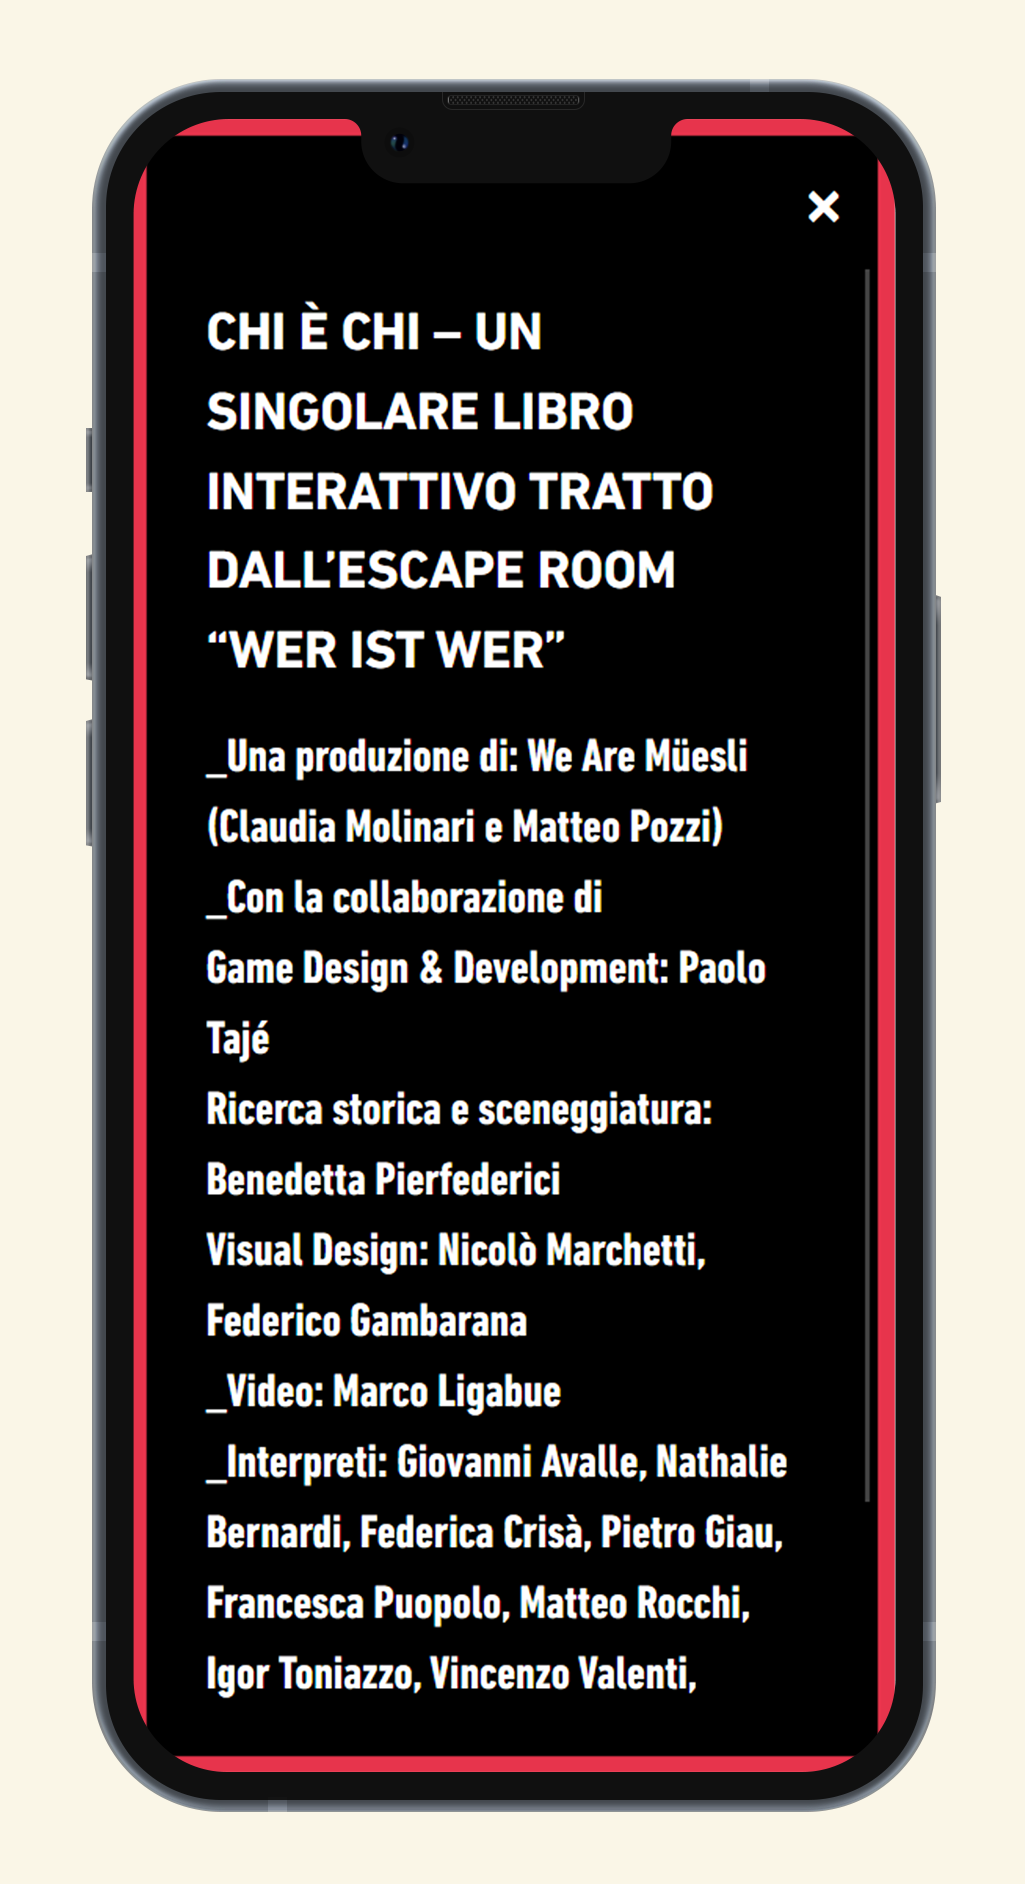 CHI È CHI – UN
SINGOLARE LIBRO
INTERATTIVO TRATTO
DALL’ESCAPE ROOM
“WER IST WER”
_Una produzione di: We Are Müesli
(Claudia Molinari e Matteo Pozzi)
_Con la collaborazione di
Game Design & Development: Paolo
Tajé
Ricerca storica e sceneggiatura:
Benedetta Pierfederici
Visual Design: Nicolò Marchetti,
Federico Gambarana
_Video: Marco Ligabue
_Interpreti: Giovanni Avalle, Nathalie
Bernardi, Federica Crisà, Pietro Giau,
Francesca Puopolo, Matteo Rocchi,
Igor Toniazzo, Vincenzo Valenti,